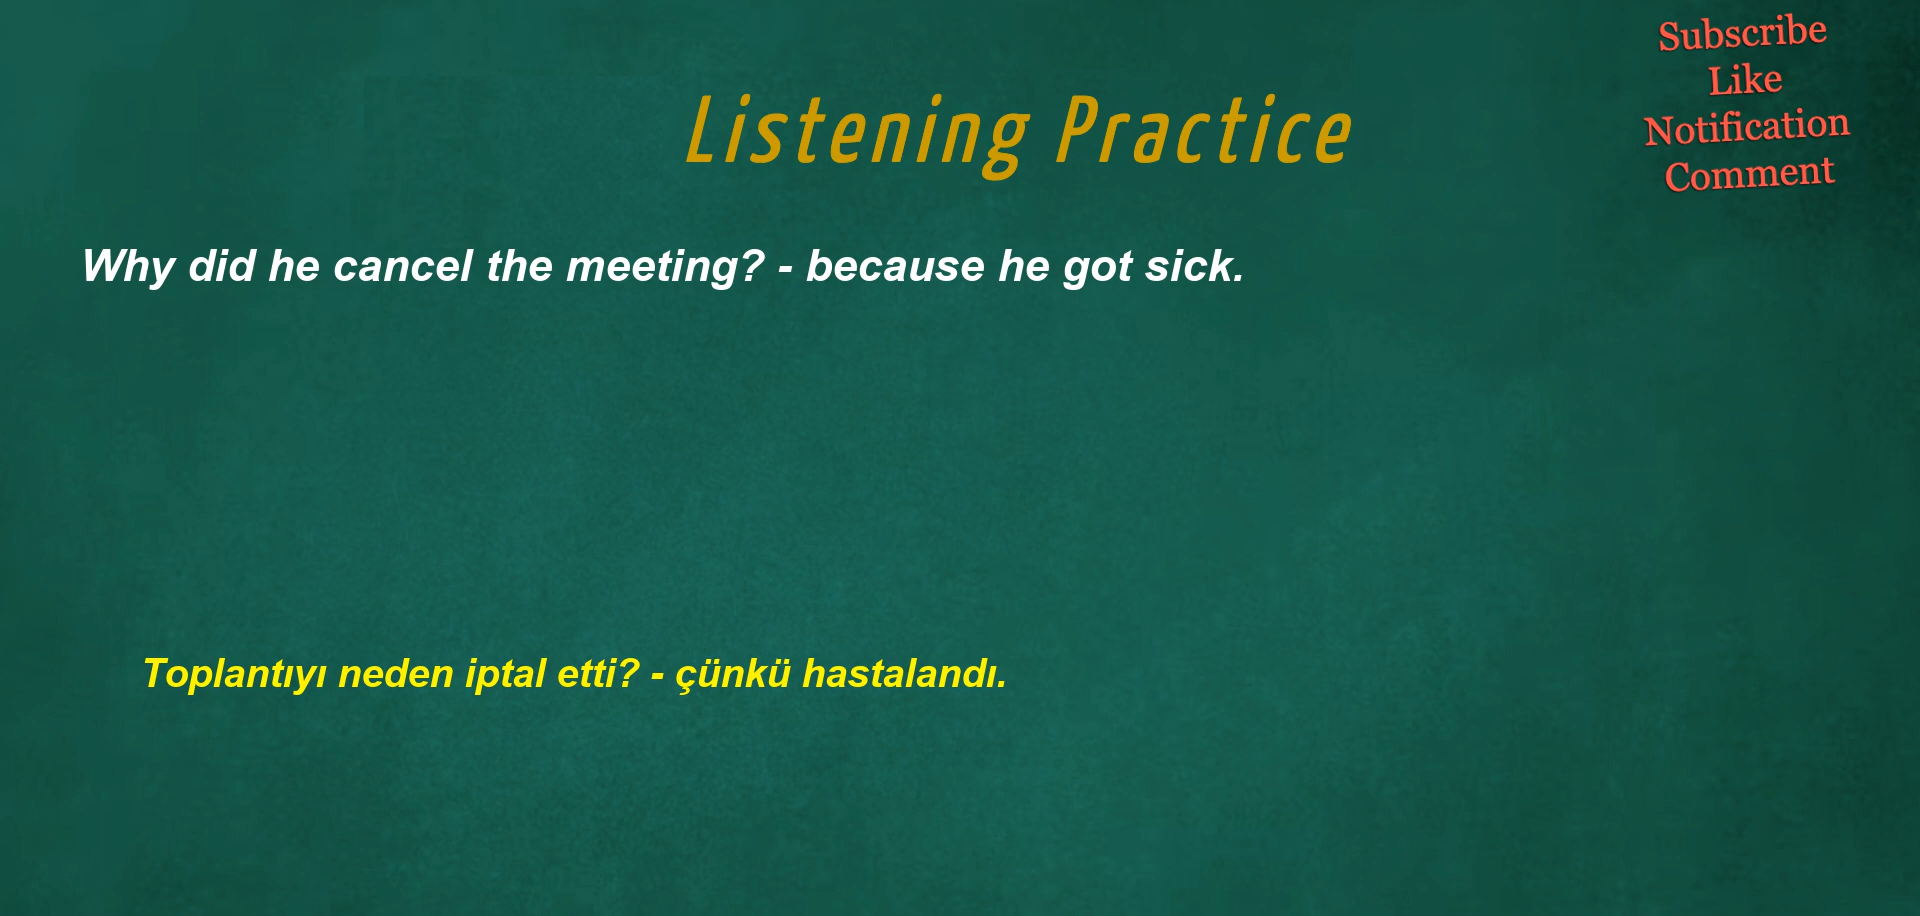 Subscribe
Like
Notification
Comment
Listening Practice
Why did he cancel the meeting? - because he got sick.
Toplantıyı neden iptal etti? - çünkü hastalandı.